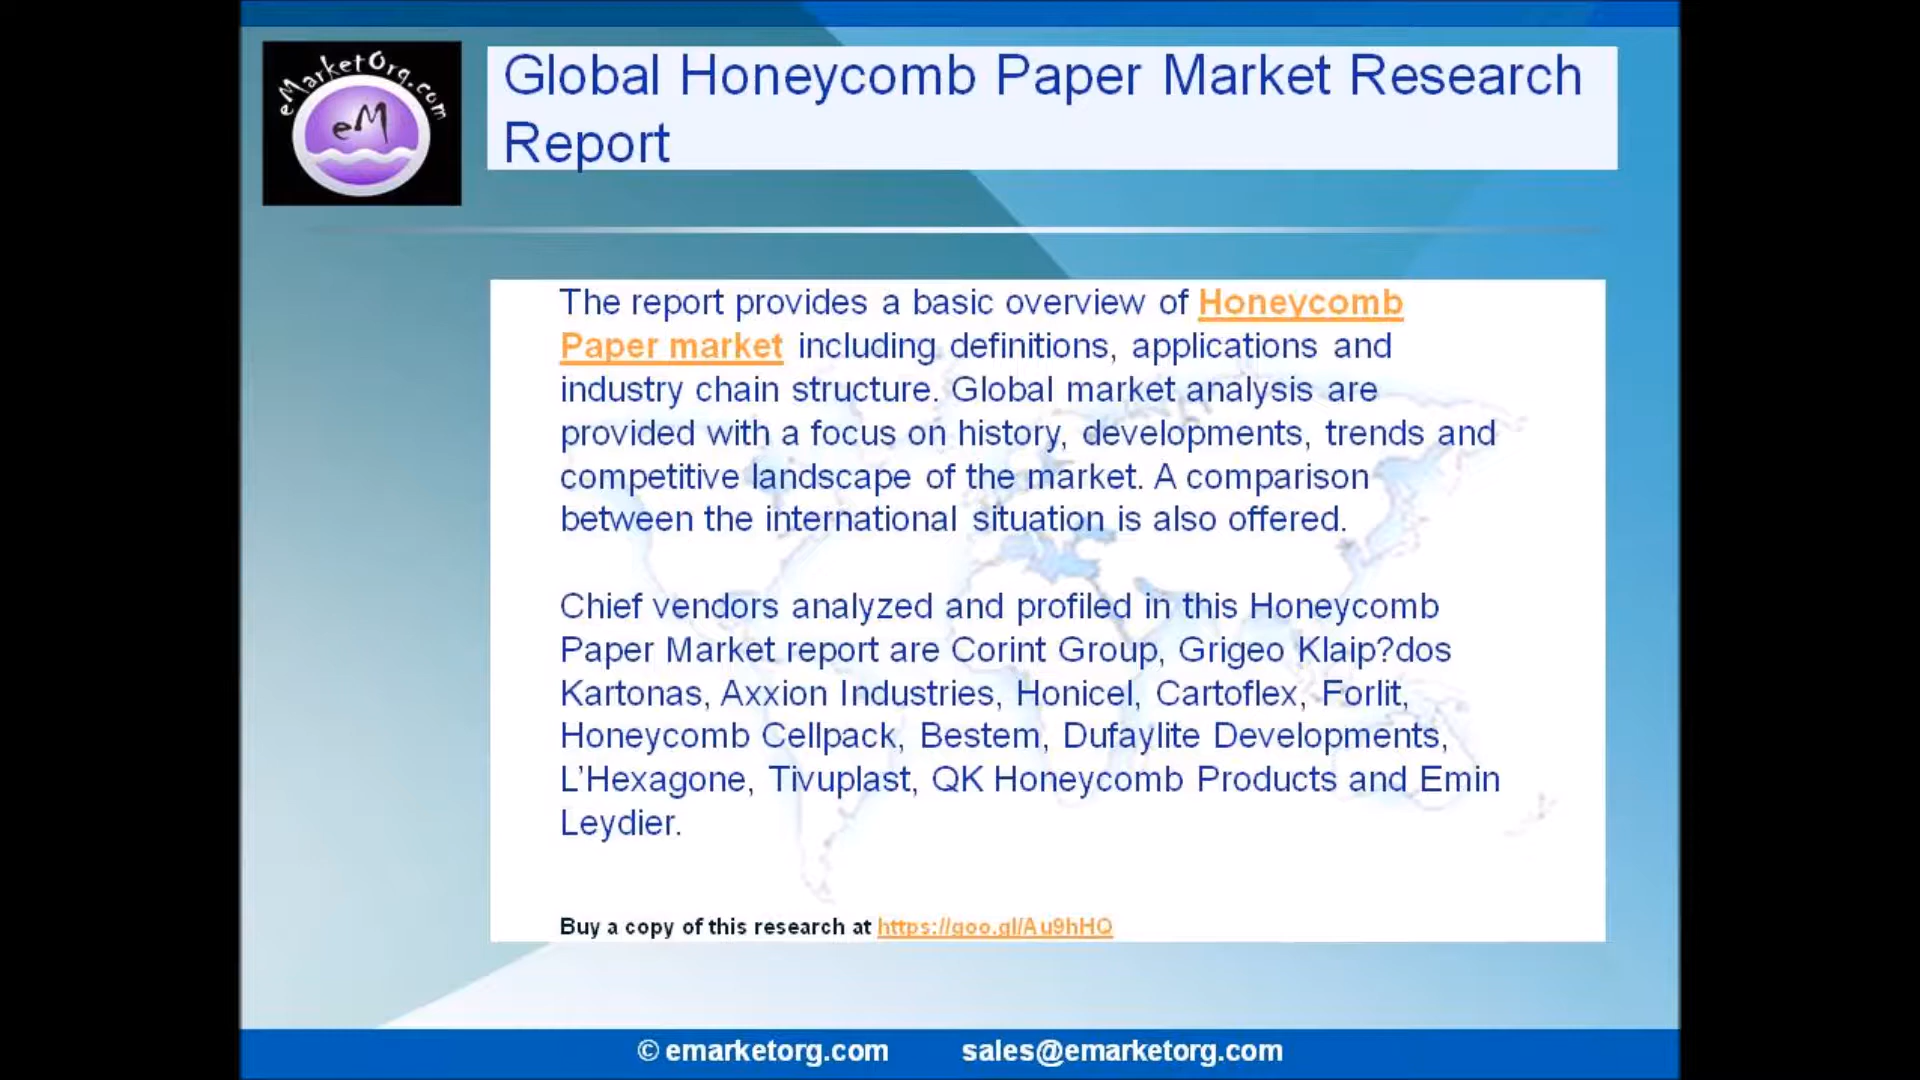 eMarketOrg.com
eM
Global Honeycomb Paper Market Research
Report
The report provides a basic overview of Honeycomb
Paper market including definitions, applications and
industry chain structure. Global market analysis are
provided with a focus on history, developments, trends and
competitive landscape of the market. A comparison
between the international situation is also offered.
Chief vendors analyzed and profiled in this Honeycomb
Paper Market report are Corint Group, Grigeo Klaip?dos
Kartonas, Axxion Industries, Honicel, Cartoflex, Forlit,
Honeycomb Cellpack, Bestem, Dufaylite Developments,
L’Hexagone, Tivuplast, QK Honeycomb Products and Emin
Leydier.
Buy a copy of this research at https://goo.gl/Au9hHQ
© emarketorg.com sales@emarketorg.com